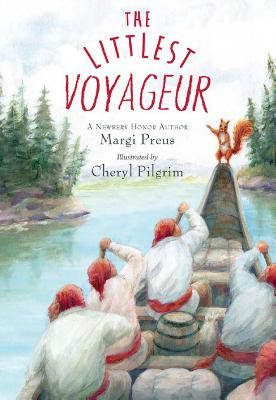 THE
LITTLEST
VOYAGEUR
A NEWBERY HONOR AUTHOR
Margi Preus
Illustrated by
Cheryl Pilgrim